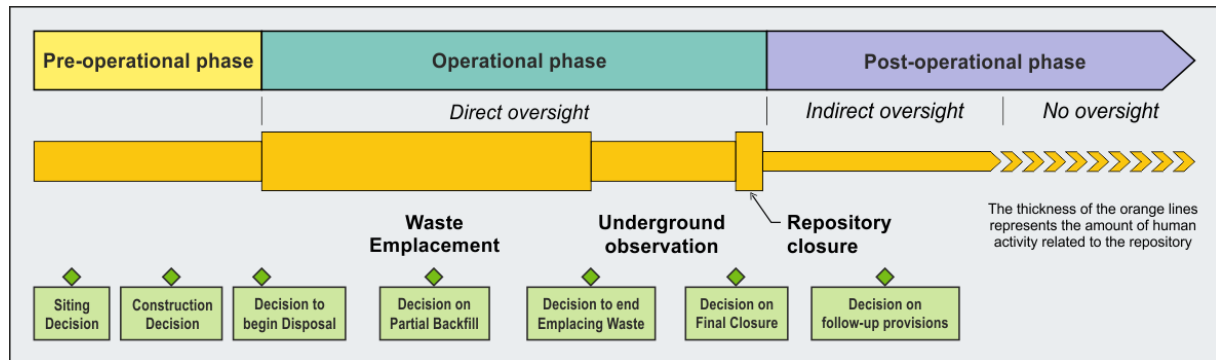 Pre-operational phase
Operational phase
Post-operational phase
Direct oversight
Indirect oversight
No oversight
Waste
Emplacement
Underground
observation
Repository
closure
The thickness of the orange lines
represents the amount of human
activity related to the repository
Siting
Decision
Construction
Decision
Decision to
begin Disposal
Decision on
Partial Backfill
Decision to end
Emplacing Waste
Decision on
Final Closure
Decision on
follow-up provisions